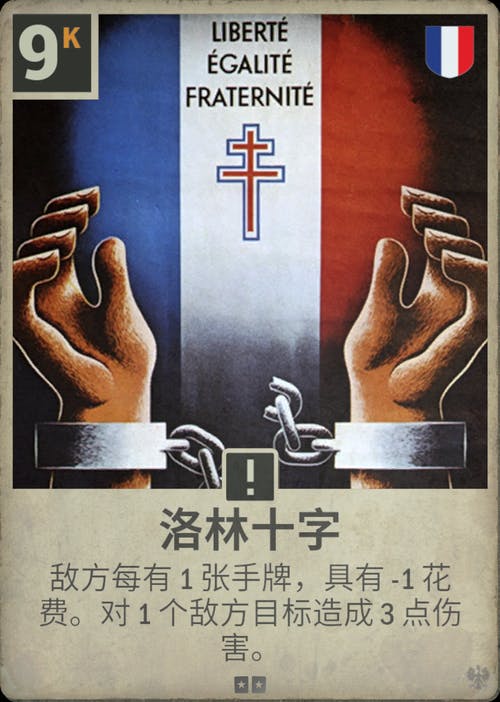 9K
LIBERTÉ
ÉGALITÉ
FRATERNITÉ
!
洛林十字
敌方每有 1 张手牌，具有 -1 花
费。对 1 个敌方目标造成 3 点伤
害。